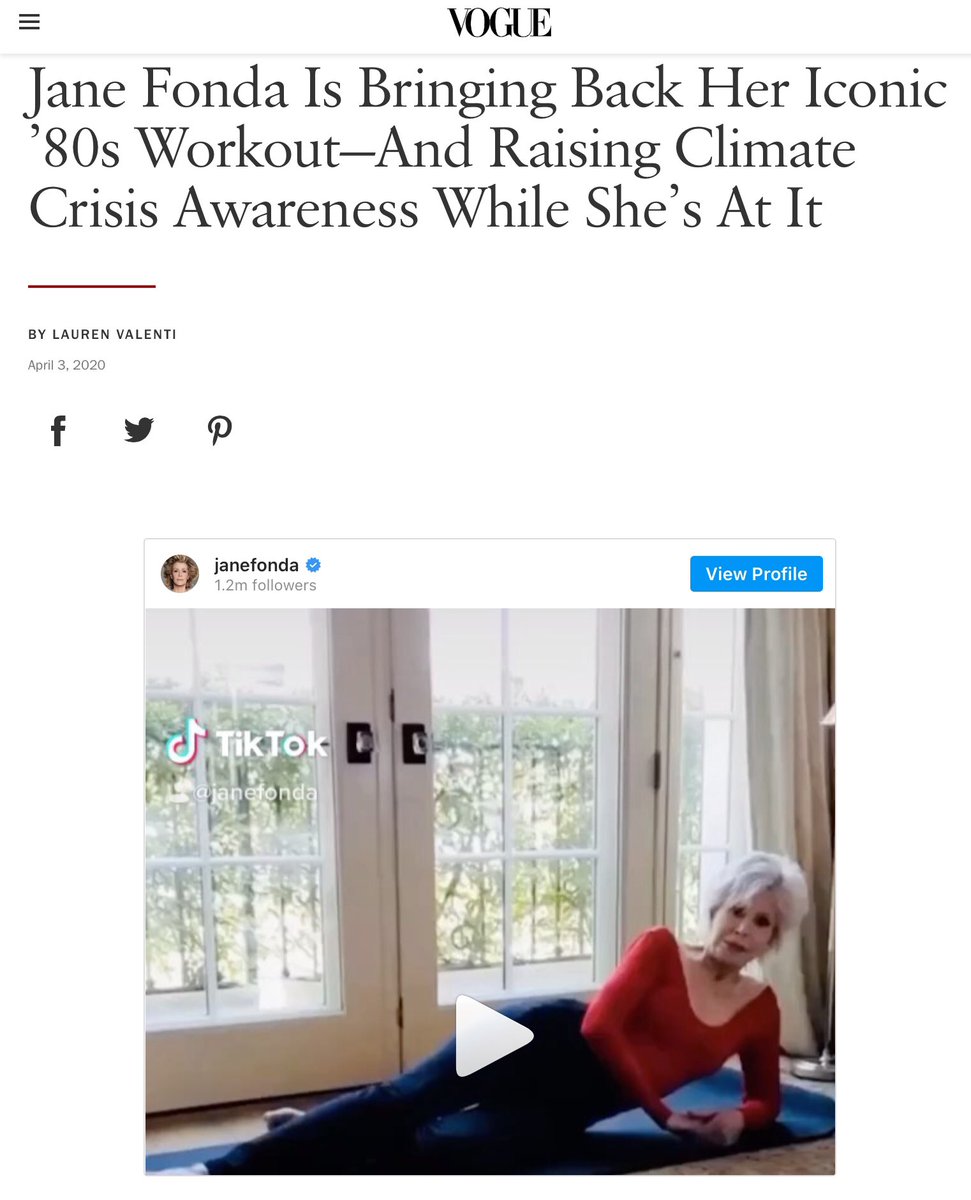 VOGUE
Jane Fonda Is Bringing Back Her Iconic
’80s Workout—And Raising Climate
Crisis Awareness While She’s At It
BY LAUREN VALENTI
April 3, 2020
janefonda
1.2m followers
View Profile
TikTok
@janefonda